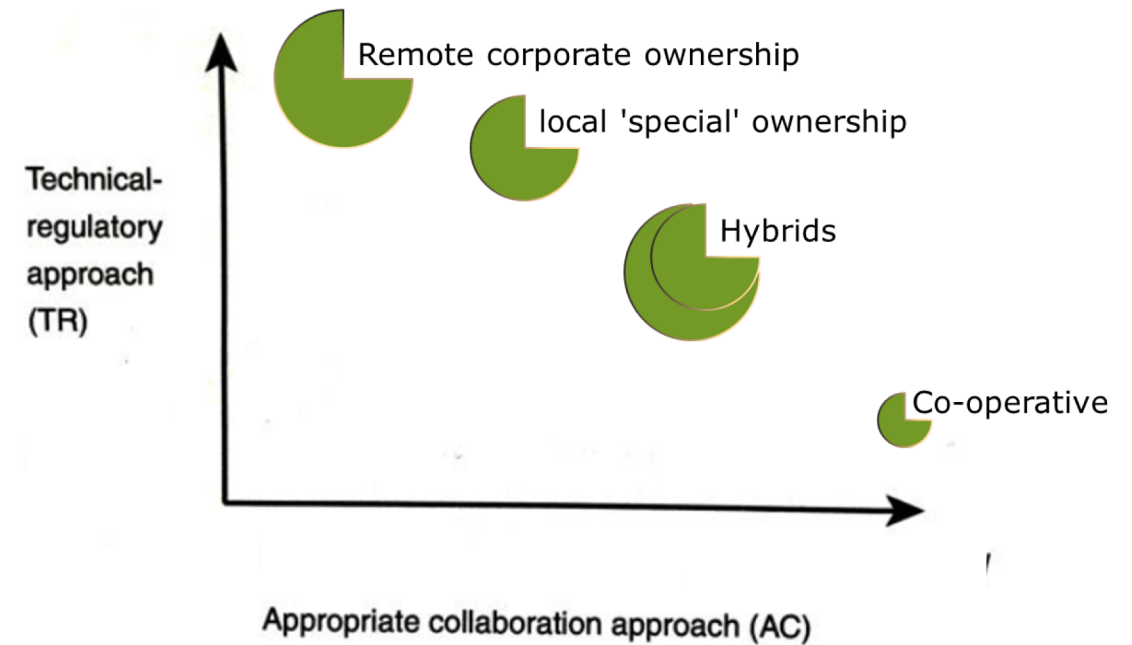 Remote corporate ownership
local 'special' ownership
Technical-
regulatory
approach
(TR)
Hybrids
Co-operative
Appropriate collaboration approach (AC)